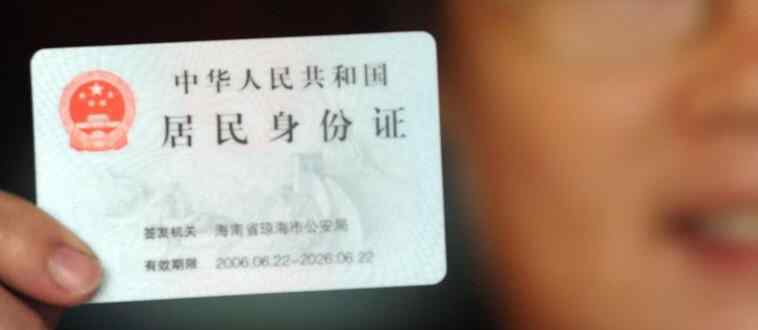 中华人民共和国
居民身份证
签发机关 海南省琼海市公安局
有效期限 2006.06.22-2026.06.22